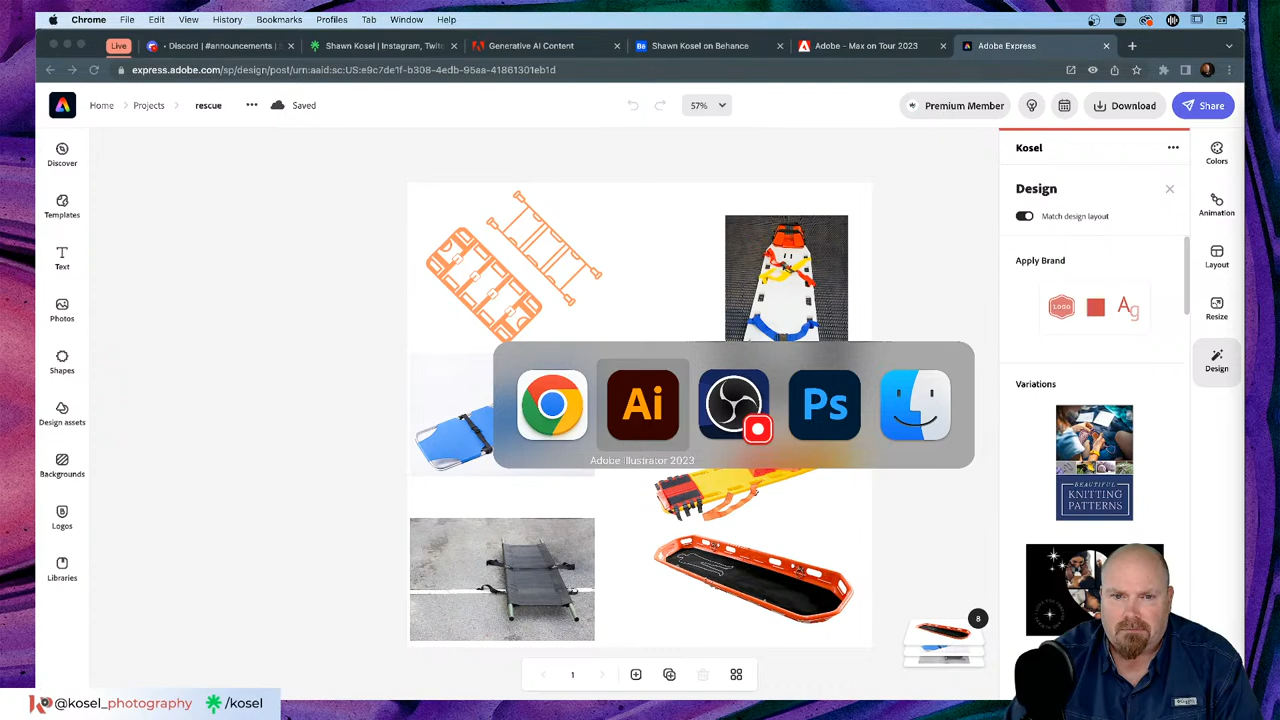 Chrome File Edit View History Bookmarks Profiles Tab Window Help
Live Discord | #announcements | Shawn Kosel | Instagram, Twit Generative AI Content Shawn Kosel on Behance Adobe – Max on Tour 2023 Adobe Express
express.adobe.com/sp/design/post/urn:aaid:sc:US:e9c7de1f-b308-4edb-95aa-41861301eb1d
Home Projects rescue Saved 57% Premium Member Download Share
Discover
Templates
Text
Photos
Shapes
Design assets
Backgrounds
Logos
Libraries
Adobe Illustrator 2023
Ai Ps
1
8
Kosel
Design
Match design layout
Apply Brand
LOGO Ag
Variations
BEAUTIFUL
KNITTING
PATTERNS
Colors
Animation
Layout
Resize
Design
@kosel_photography /kosel